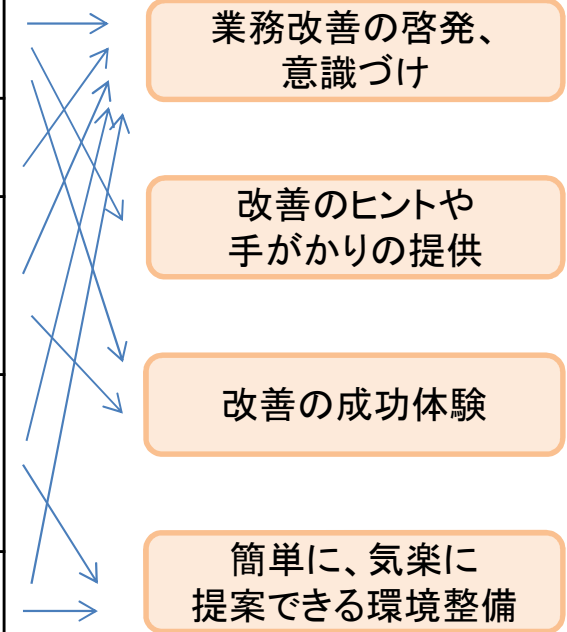 業務改善の啓発、
意識づけ
改善のヒントや
手がかりの提供
改善の成功体験
簡単に、気楽に
提案できる環境整備